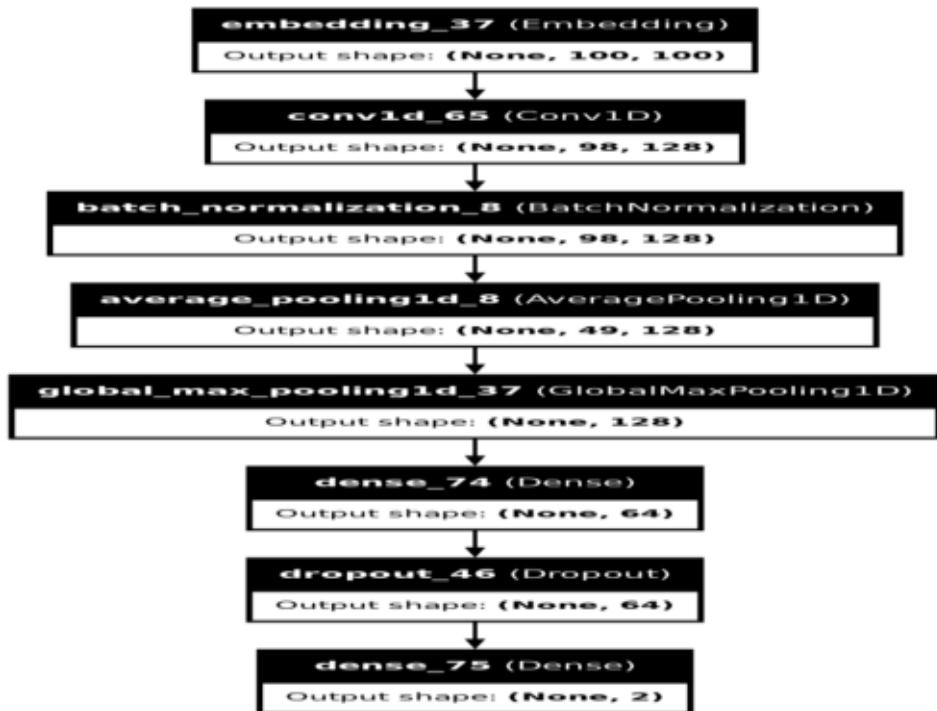 embedding_37 (Embedding)
Output shape: (None, 100, 100)
conv1d_65 (Conv1D)
Output shape: (None, 98, 128)
batch_normalization_8 (BatchNormalization)
Output shape: (None, 98, 128)
average_pooling1d_8 (AveragePooling1D)
Output shape: (None, 49, 128)
global_max_pooling1d_37 (GlobalMaxPooling1D)
Output shape: (None, 128)
dense_74 (Dense)
Output shape: (None, 64)
dropout_46 (Dropout)
Output shape: (None, 64)
dense_75 (Dense)
Output shape: (None, 2)